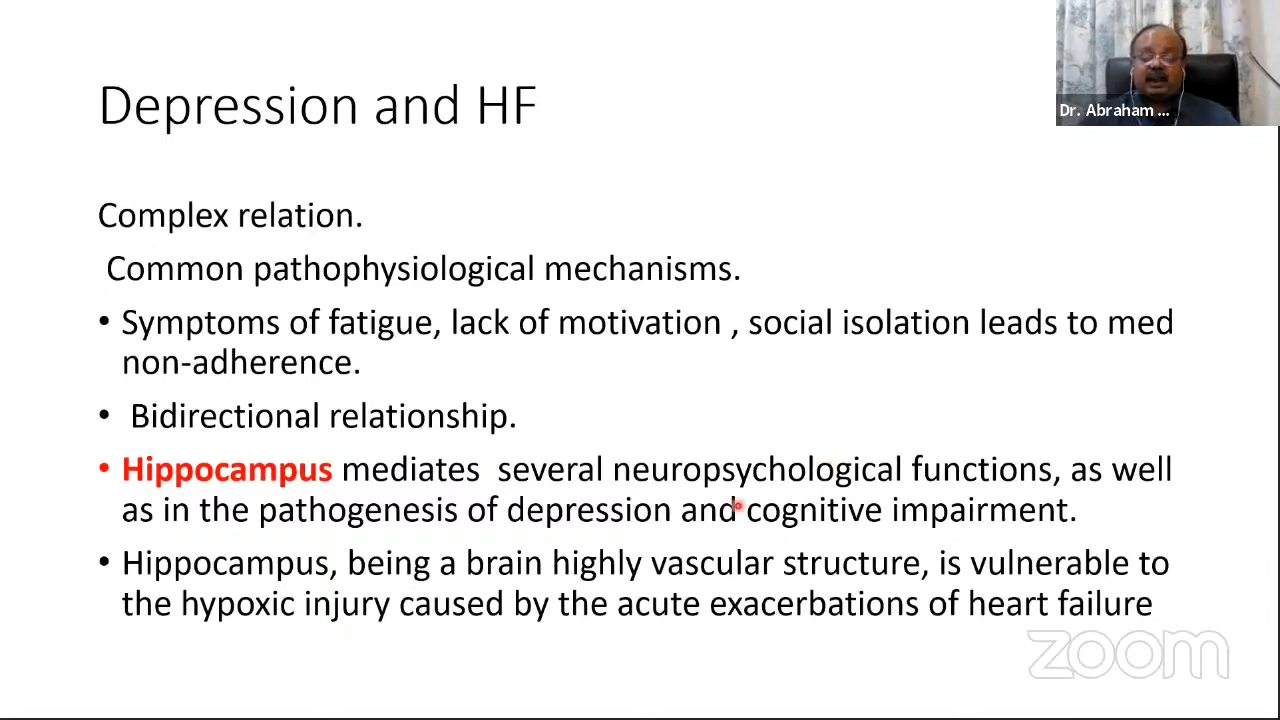 Dr. Abraham ...
Depression and HF
Complex relation.
Common pathophysiological mechanisms.
• Symptoms of fatigue, lack of motivation , social isolation leads to med
non-adherence.
• Bidirectional relationship.
• Hippocampus mediates  several neuropsychological functions, as well
as in the pathogenesis of depression and cognitive impairment.
• Hippocampus, being a brain highly vascular structure, is vulnerable to
the hypoxic injury caused by the acute exacerbations of heart failure
zoom